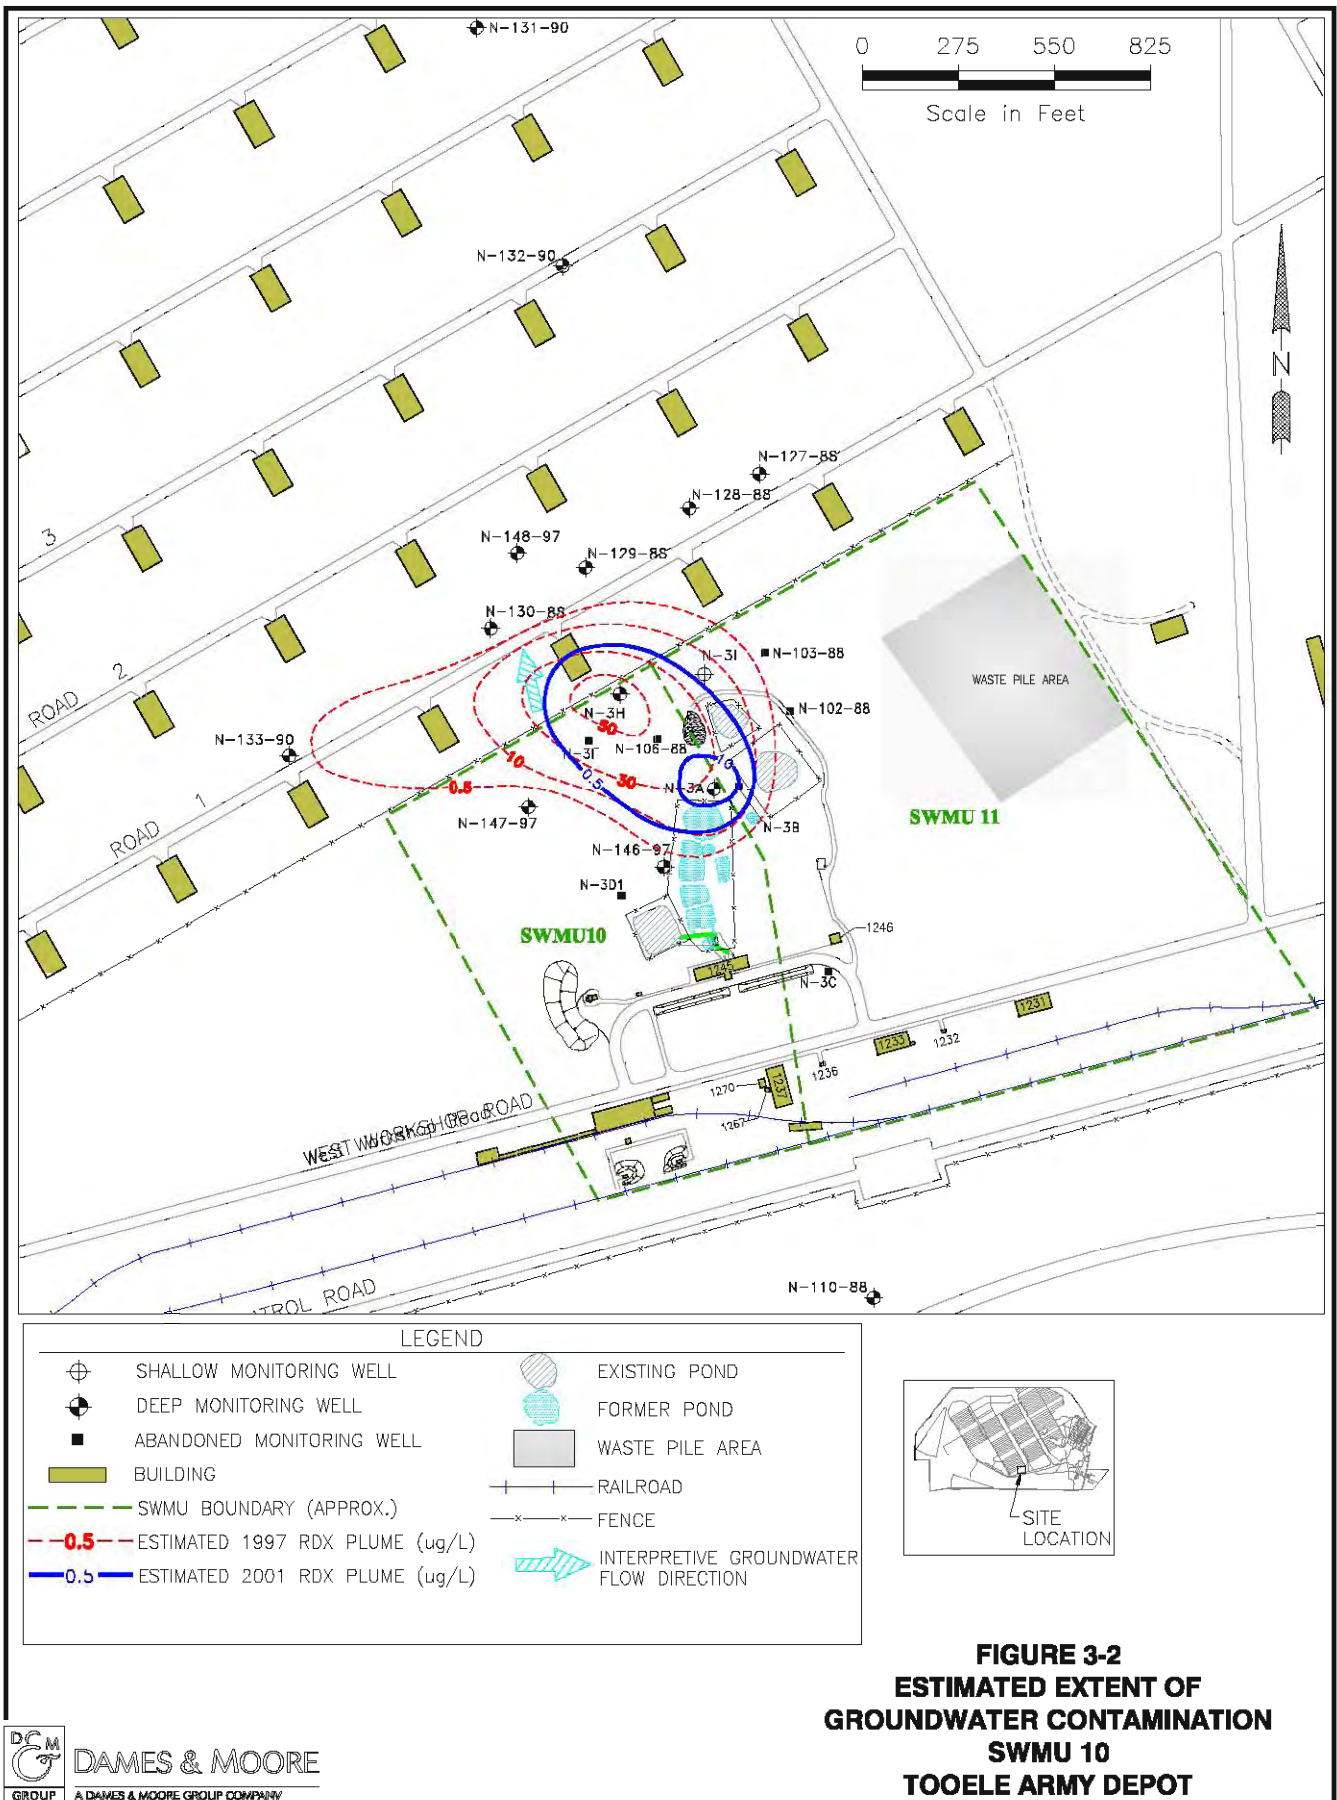 N-131-90
0 275 550 825
Scale in Feet
N-132-90
N
N-127-88
N-128-88
3
N-148-97
N-129-88
N-130-88
2
ROAD
N-31
N-103-88
WASTE PILE AREA
N-3H
N-102-88
50
N-133-90
N-3F
N-106-88
10
10
0.5
30
0.5
N-3A
1
ROAD
N-147-97
N-3B
SWMU 11
N-146-97
N-3D1
SWMU10
1246
1245
N-3C
1231
1233
1232
1236
1270
1237
1267
WEST WORKSHOP ROAD
West Workshop Road
TROL ROAD
N-110-88
LEGEND
SHALLOW MONITORING WELL
DEEP MONITORING WELL
ABANDONED MONITORING WELL
BUILDING
SWMU BOUNDARY (APPROX.)
0.5 ESTIMATED 1997 RDX PLUME (ug/L)
0.5 ESTIMATED 2001 RDX PLUME (ug/L)
EXISTING POND
FORMER POND
WASTE PILE AREA
RAILROAD
FENCE
INTERPRETIVE GROUNDWATER
FLOW DIRECTION
SITE
LOCATION
FIGURE 3-2
ESTIMATED EXTENT OF
GROUNDWATER CONTAMINATION
SWMU 10
TOOELE ARMY DEPOT
D & M
GROUP
DAMES & MOORE
A DAMES & MOORE GROUP COMPANY